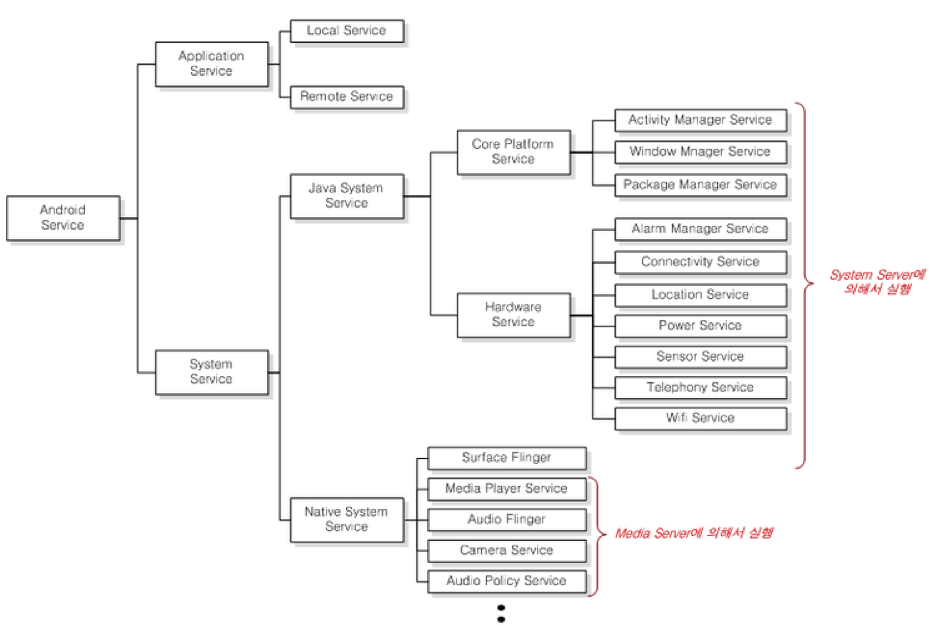 Android
Service
Application
Service
Local Service
Remote Service
System
Service
Java System
Service
Core Platform
Service
Activity Manager Service
Window Mnager Service
Package Manager Service
Hardware
Service
Alarm Manager Service
Connectivity Service
Location Service
Power Service
Sensor Service
Telephony Service
Wifi Service
System Server에
의해서 실행
Native System
Service
Surface Flinger
Media Player Service
Audio Flinger
Camera Service
Audio Policy Service
Media Server에 의해서 실행